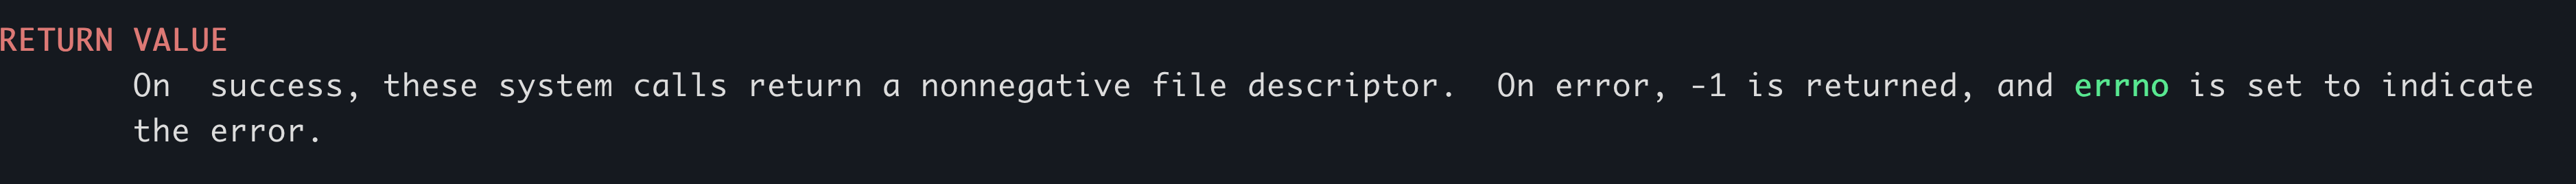 RETURN VALUE
On  success, these system calls return a nonnegative file descriptor.  On error, -1 is returned, and errno is set to indicate
the error.